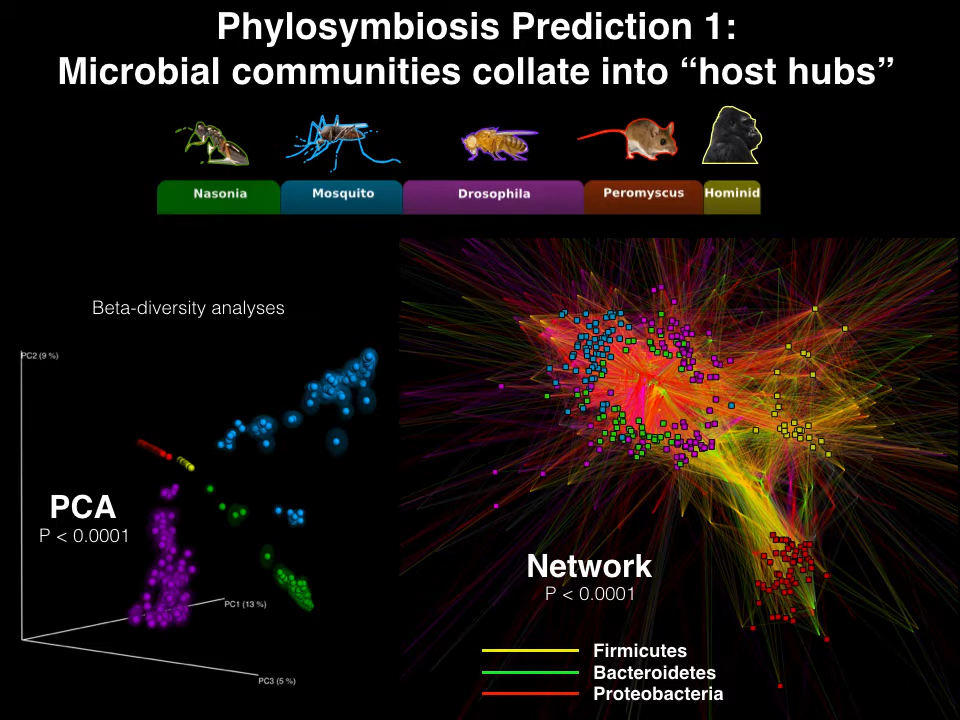 Phylosymbiosis Prediction 1:
Microbial communities collate into “host hubs”
Nasonia Mosquito Drosophila Peromyscus Hominid
Beta-diversity analyses
PC2 (9 %)
PCA
P < 0.0001
PC1 (13 %)
PC3 (5 %)
Network
P < 0.0001
Firmicutes
Bacteroidetes
Proteobacteria